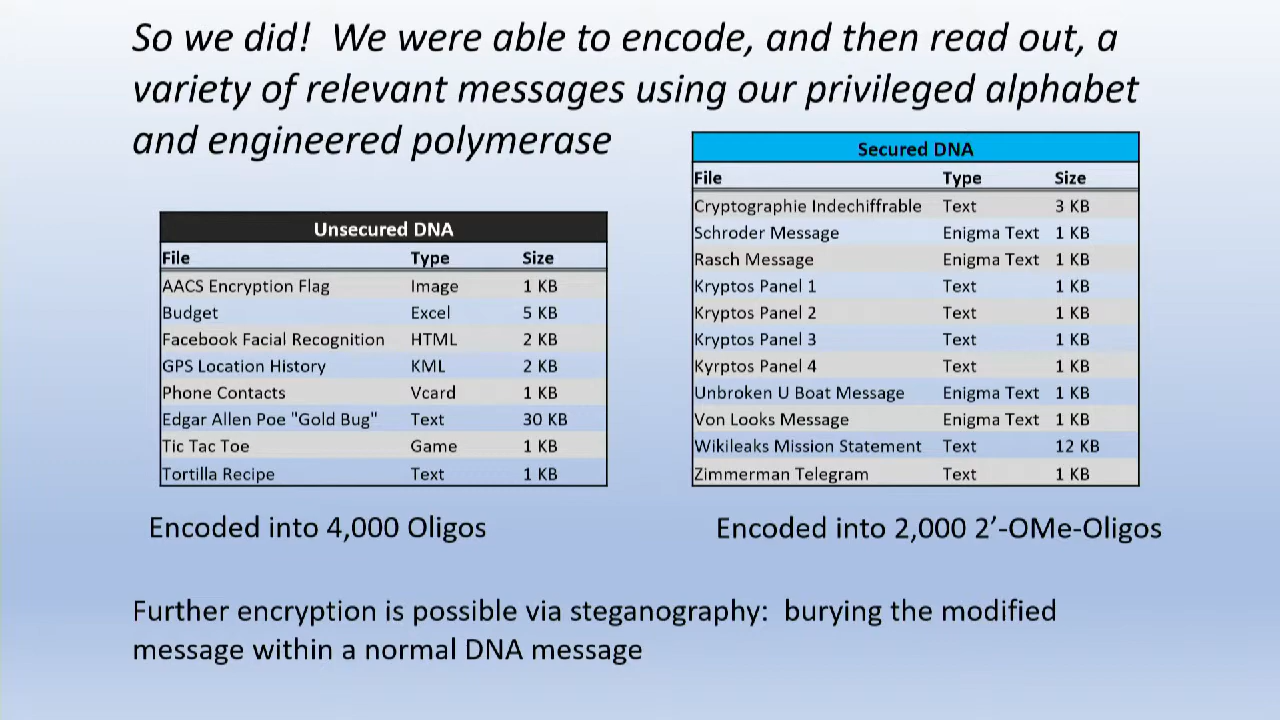 So we did!  We were able to encode, and then read out, a
variety of relevant messages using our privileged alphabet
and engineered polymerase
Unsecured DNA
File Type Size
AACS Encryption Flag Image 1 KB
Budget Excel 5 KB
Facebook Facial Recognition HTML 2 KB
GPS Location History KML 2 KB
Phone Contacts Vcard 1 KB
Edgar Allen Poe "Gold Bug" Text 30 KB
Tic Tac Toe Game 1 KB
Tortilla Recipe Text 1 KB
Encoded into 4,000 Oligos
Secured DNA
File Type Size
Cryptographie Indechiffrable Text 3 KB
Schroder Message Enigma Text 1 KB
Rasch Message Enigma Text 1 KB
Kryptos Panel 1 Text 1 KB
Kryptos Panel 2 Text 1 KB
Kryptos Panel 3 Text 1 KB
Kyrptos Panel 4 Text 1 KB
Unbroken U Boat Message Enigma Text 1 KB
Von Looks Message Enigma Text 1 KB
Wikileaks Mission Statement Text 12 KB
Zimmerman Telegram Text 1 KB
Encoded into 2,000 2’-OMe-Oligos
Further encryption is possible via steganography:  burying the modified
message within a normal DNA message